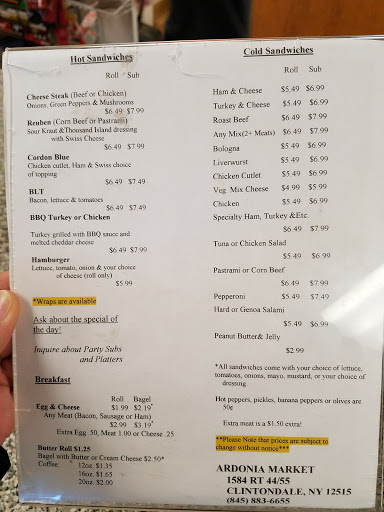 Hot Sandwiches
Roll Sub
Cheese Steak (Beef or Chicken)
Onions, Green Peppers & Mushrooms
$6.49 $7.99
Reuben (Corn Beef or Pastrami)
Sour Kraut &Thousand Island dressing
with Swiss Cheese
$6.49 $7.99
Cordon Blue
Chicken cutlet, Ham & Swiss choice
of topping
$6.49 $7.49
BLT
Bacon, lettuce & tomatoes
$6.49 $7.49
BBQ Turkey or Chicken
Turkey grilled with BBQ sauce and
melted cheddar cheese
$6.49 $7.99
Hamburger
Lettuce, tomato, onion & your choice
of cheese (roll only)
$5.99
*Wraps are available
Ask about the special of
the day!
Inquire about Party Subs
and Platters
Breakfast
Roll Bagel
Egg & Cheese $1.99 $2.19*
Any Meat (Bacon, Sausage or Ham)
$2.99 $3.19*
Extra Egg .50, Meat 1.00 or Cheese .25
Butter Roll $1.25
Bagel with Butter or Cream Cheese $2.50*
Coffee: 12oz. $1.35
16oz. $1.65
20oz. $2.00
Cold Sandwiches
Roll Sub
Ham & Cheese $5.49 $6.99
Turkey & Cheese $5.49 $6.99
Roast Beef $6.49 $7.99
Any Mix(2+ Meats) $6.49 $7.99
Bologna $5.49 $6.99
Liverwurst $5.49 $6.99
Chicken Cutlet $5.49 $6.99
Veg Mix Cheese $4.99 $5.99
Chicken $5.49 $6.99
Specialty Ham, Turkey &Etc.
$6.49 $7.99
Tuna or Chicken Salad
$5.49 $6.99
Pastrami or Corn Beef
$6.49 $7.99
Pepperoni $5.49 $7.49
Hard or Genoa Salami
$5.49 $6.99
Peanut Butter& Jelly
$2.99
*All sandwiches come with your choice of lettuce,
tomatoes, onions, mayo, mustard, or your choice of
dressing
Hot peppers, pickles, banana peppers or olives are
50¢
Extra meat is a $1.50 extra!
**Please Note that prices are subject to
change without notice***
ARDONIA MARKET
1584 RT 44/55
CLINTONDALE, NY 12515
(845) 883-6655